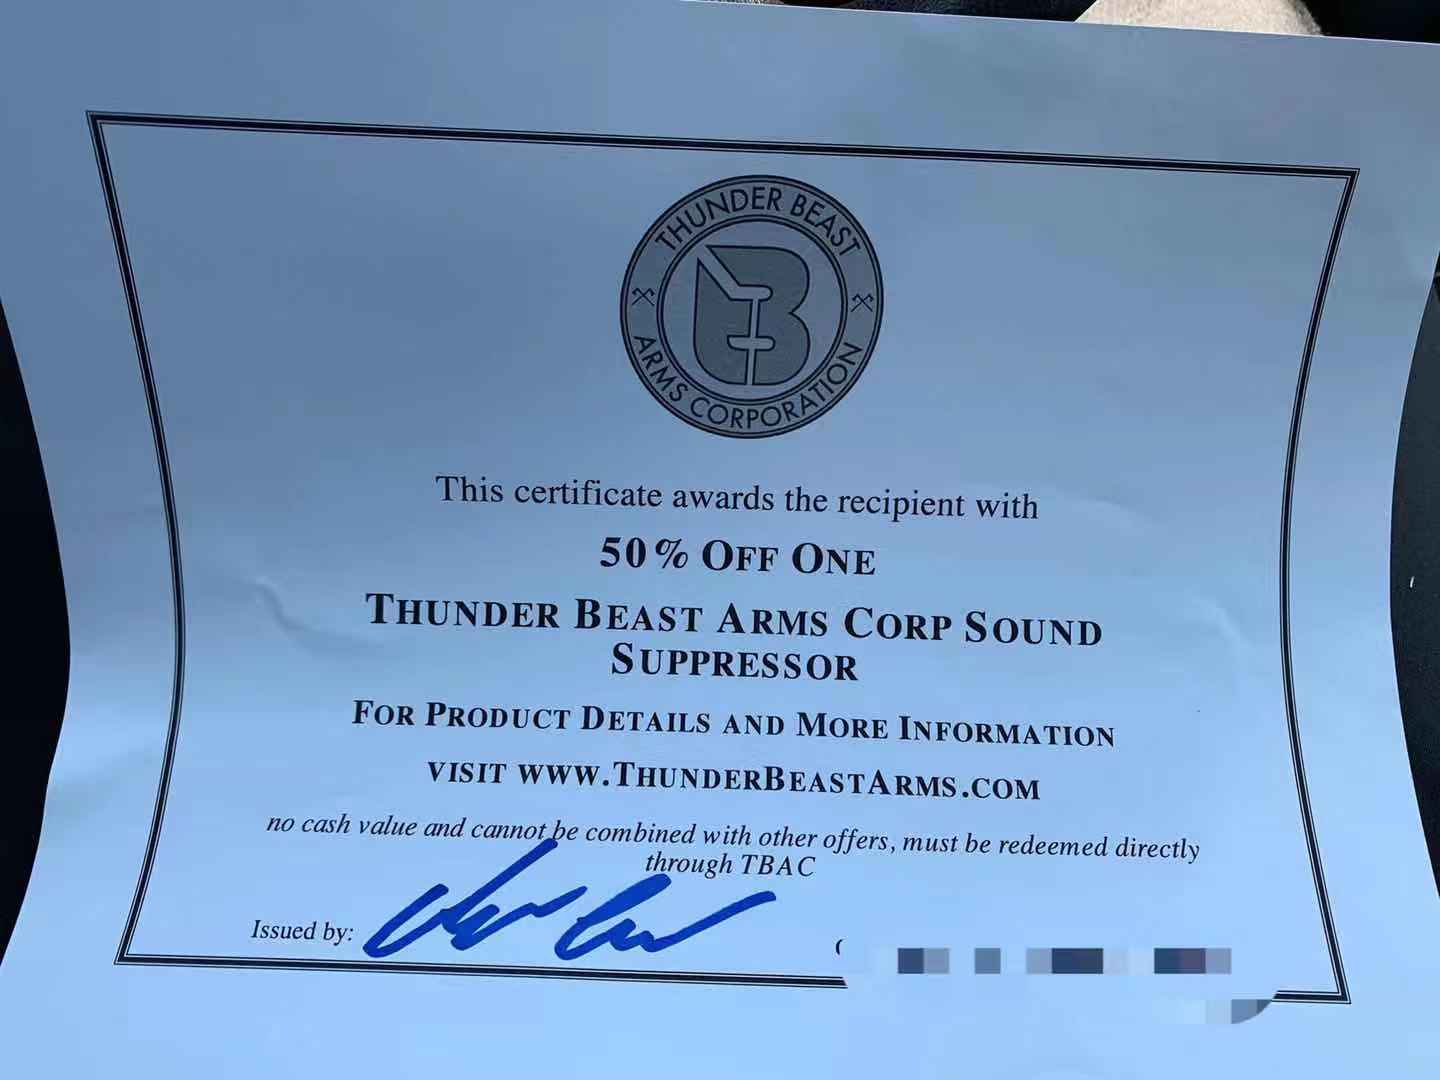 THUNDER BEAST
ARMS CORPORATION
This certificate awards the recipient with
50% OFF ONE
THUNDER BEAST ARMS CORP SOUND
SUPPRESSOR
FOR PRODUCT DETAILS AND MORE INFORMATION
VISIT WWW.THUNDERBEASTARMS.COM
no cash value and cannot be combined with other offers, must be redeemed directly
through TBAC
Issued by: